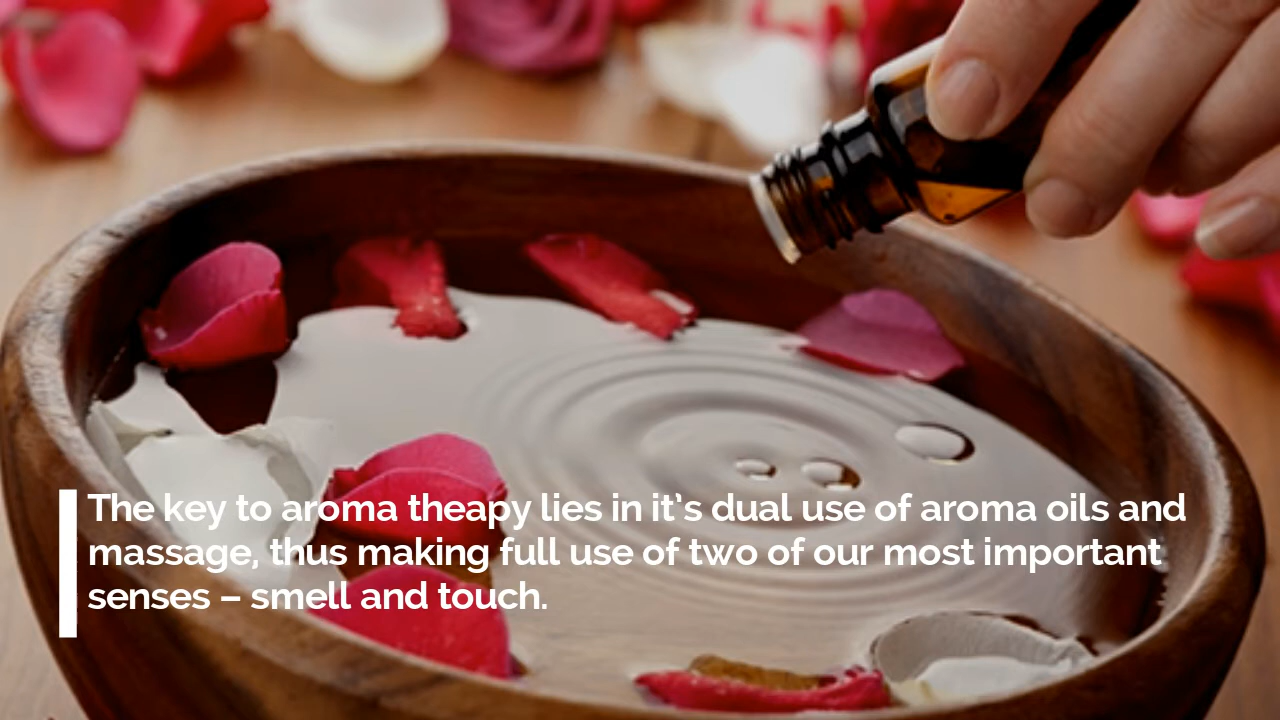 The key to aroma theapy lies in it’s dual use of aroma oils and
massage, thus making full use of two of our most important
senses – smell and touch.